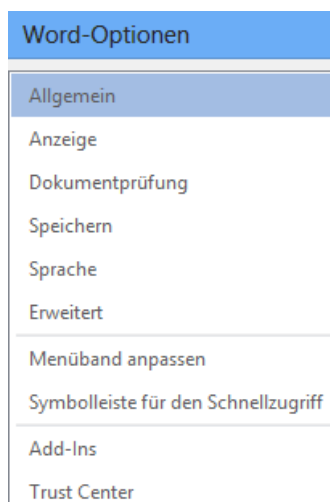 Word-Optionen
Allgemein
Anzeige
Dokumentprüfung
Speichern
Sprache
Erweitert
Menüband anpassen
Symbolleiste für den Schnellzugriff
Add-Ins
Trust Center